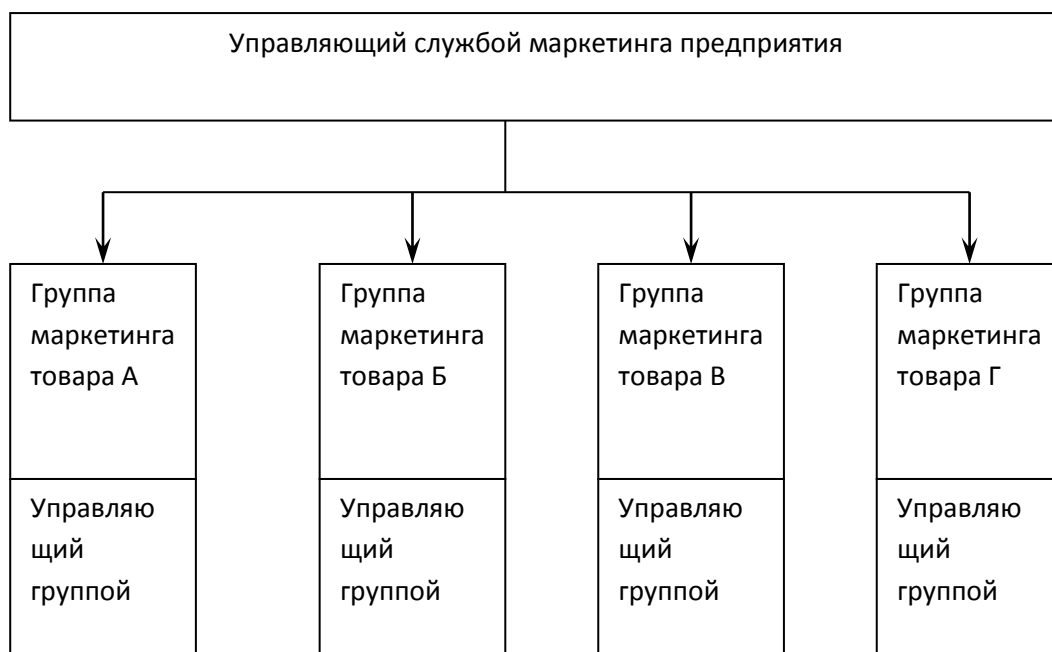 Управляющий службой маркетинга предприятия
Группа
маркетинга
товара А
Группа
маркетинга
товара Б
Группа
маркетинга
товара В
Группа
маркетинга
товара Г
Управляю
щий
группой
Управляю
щий
группой
Управляю
щий
группой
Управляю
щий
группой